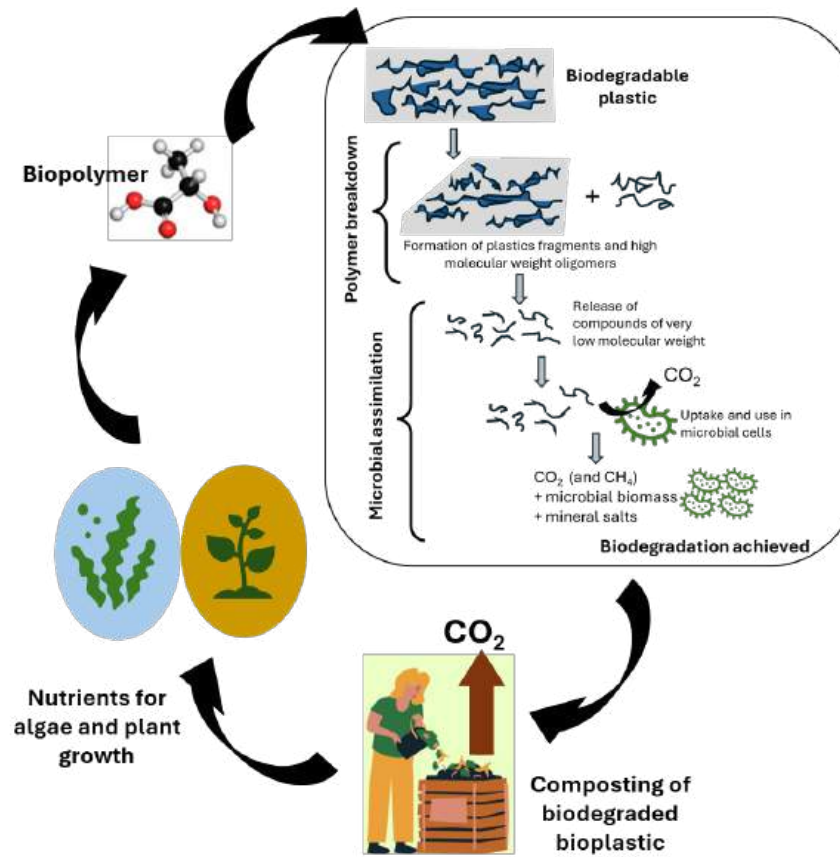 Biodegradable
plastic
Biopolymer
Polymer breakdown
+
Formation of plastics fragments and high
molecular weight oligomers
Release of
compounds of very
low molecular weight
Microbial assimilation
CO₂
Uptake and use in
microbial cells
CO₂ (and CH₄)
+ microbial biomass
+ mineral salts
Biodegradation achieved
CO₂
Nutrients for
algae and plant
growth
Composting of
biodegraded
bioplastic